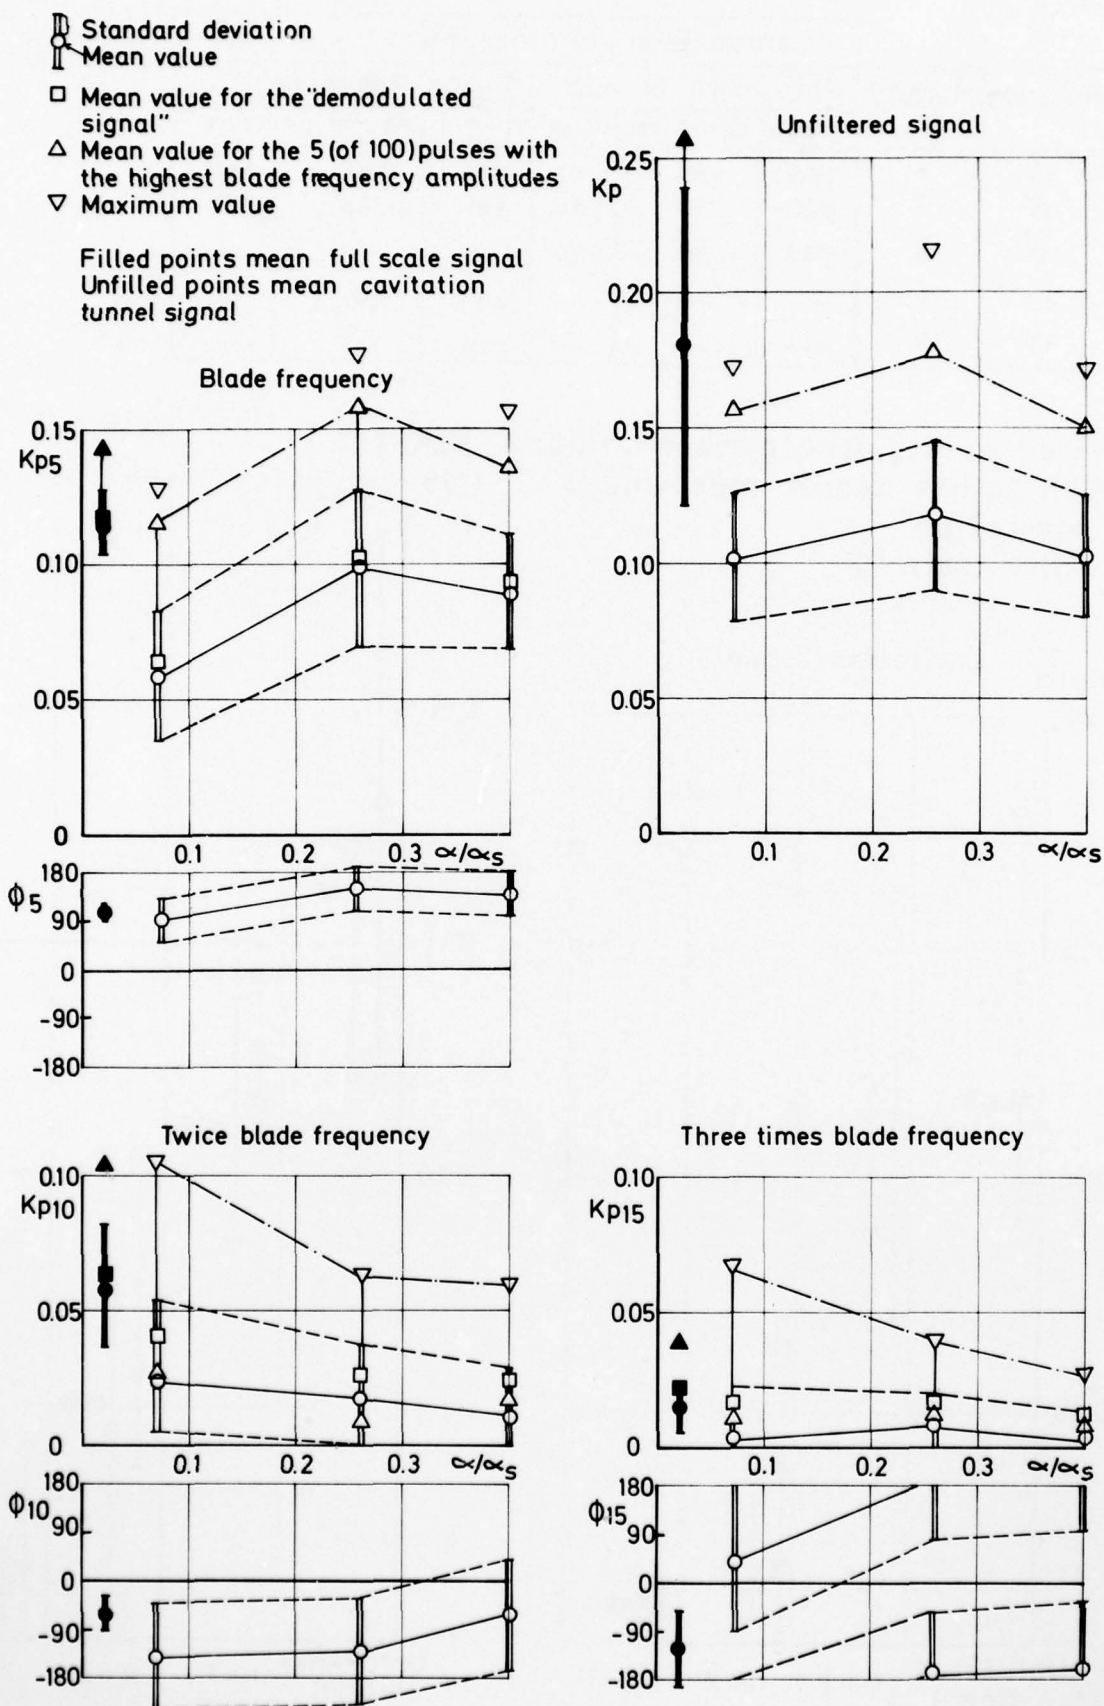 Standard deviation
Mean value
Mean value for the "demodulated
signal"
Mean value for the 5 (of 100) pulses with
the highest blade frequency amplitudes
Maximum value
Filled points mean full scale signal
Unfilled points mean cavitation
tunnel signal
Unfiltered signal
0.25
Kp
0.20
0.15
0.10
0.05
0
0.1 0.2 0.3 α/αs
Blade frequency
0.15
Kp5
0.10
0.05
0
0.1 0.2 0.3 α/αs
180
ϕ5
90
0
-90
-180
Twice blade frequency
0.10
Kp10
0.05
0
0.1 0.2 0.3 α/αs
180
ϕ10
90
0
-90
-180
Three times blade frequency
0.10
Kp15
0.05
0
0.1 0.2 0.3 α/αs
180
ϕ15
90
0
-90
-180